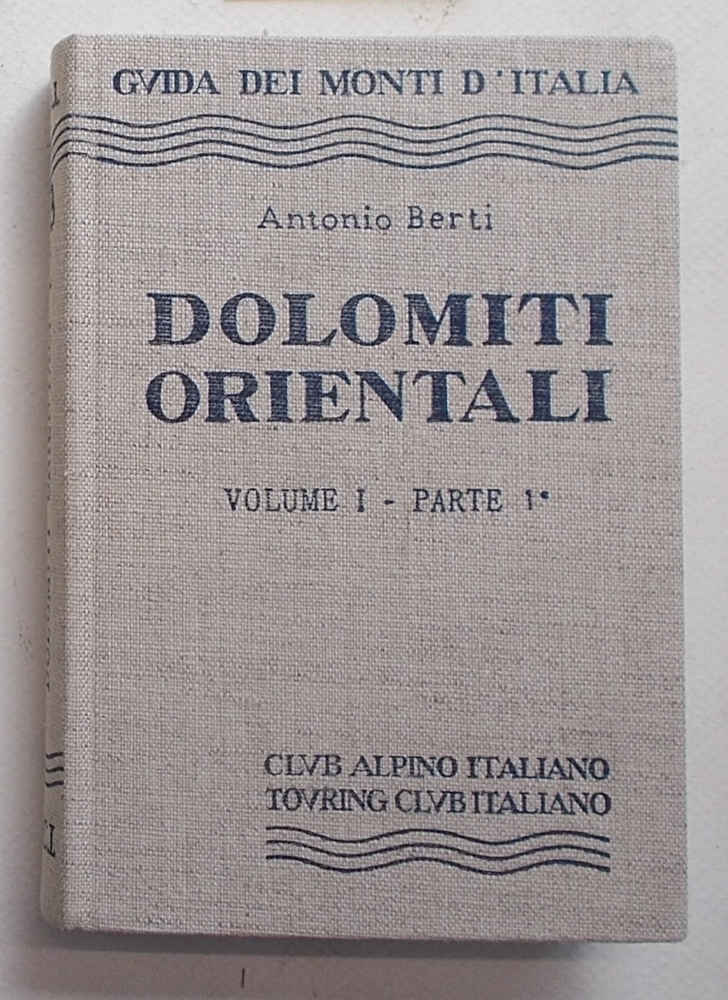 GVIDA DEI MONTI D'ITALIA
Antonio Berti
DOLOMITI
ORIENTALI
VOLUME I - PARTE 1ª
CLVB ALPINO ITALIANO
TOVRING CLVB ITALIANO